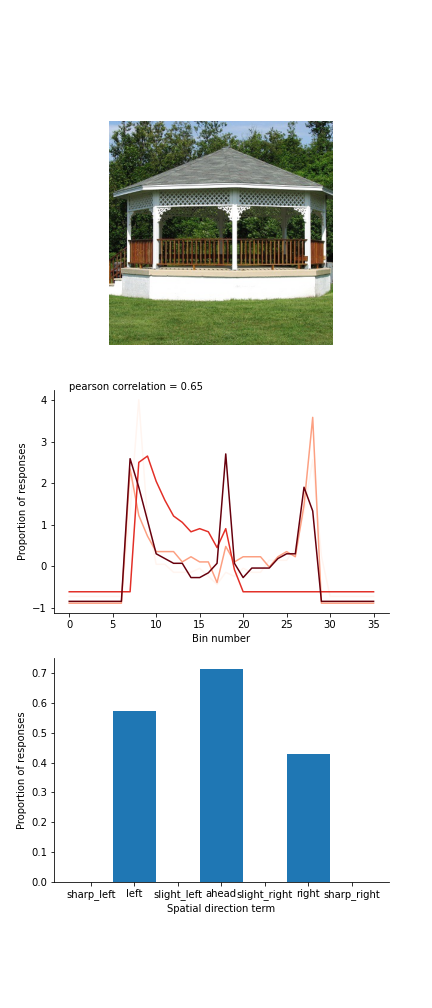 pearson correlation = 0.65
4
3
2
1
0
−1
Proportion of responses
0 5 10 15 20 25 30 35
Bin number
0.7
0.6
0.5
0.4
0.3
0.2
0.1
0.0
Proportion of responses
sharp_left left slight_left ahead slight_right right sharp_right
Spatial direction term